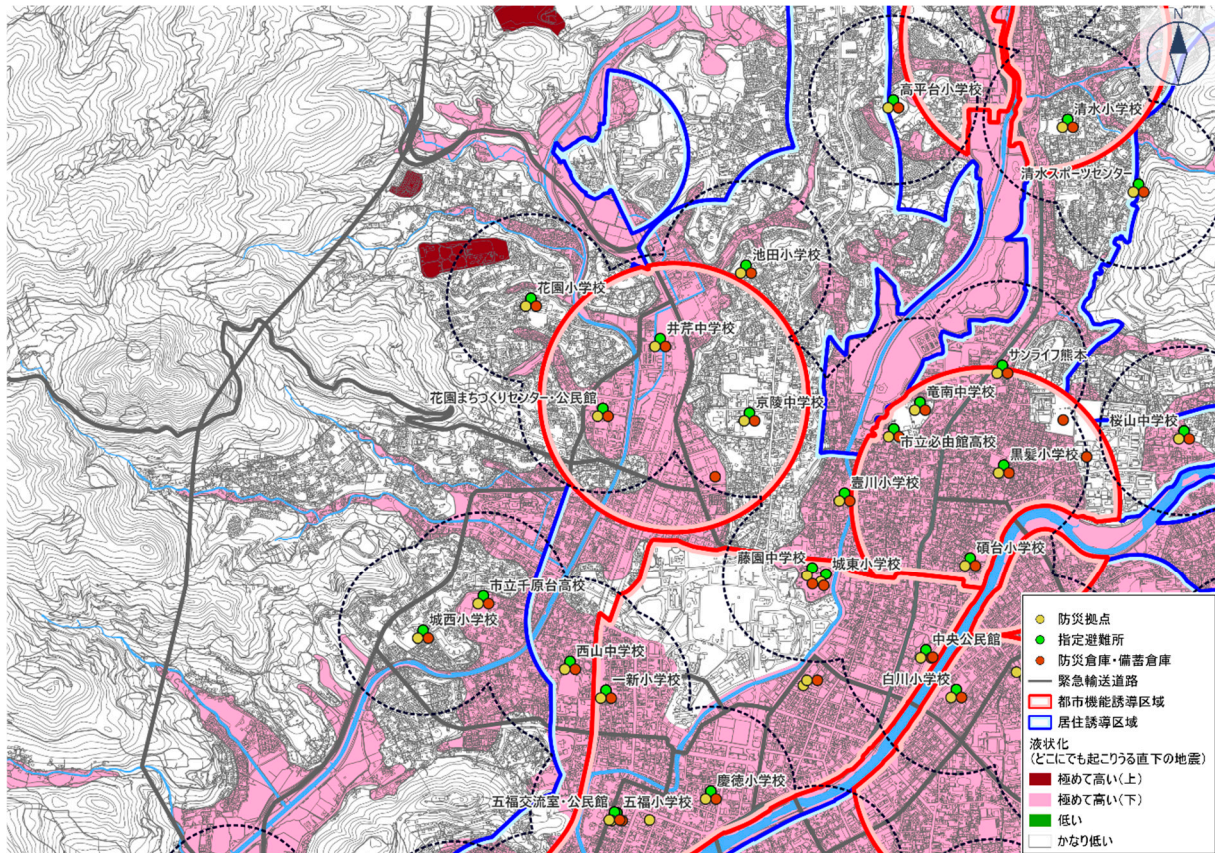 N
高平台小学校
清水小学校
清水スポーツセンター
池田小学校
花園小学校
井芹中学校
サンライフ熊本
花園まちづくりセンター・公民館
京陵中学校
竜南中学校
桜山中学校
市立必由館高校
黒髪小学校
壷川小学校
藤園中学校
城東小学校
碩台小学校
市立千原台高校
城西小学校
西山中学校
中央公民館
一新小学校
白川小学校
慶徳小学校
五福交流室・公民館
五福小学校
防災拠点
指定避難所
防災倉庫・備蓄倉庫
緊急輸送道路
都市機能誘導区域
居住誘導区域
液状化
(どこにでも起こりうる直下の地震)
極めて高い(上)
極めて高い(下)
低い
かなり低い